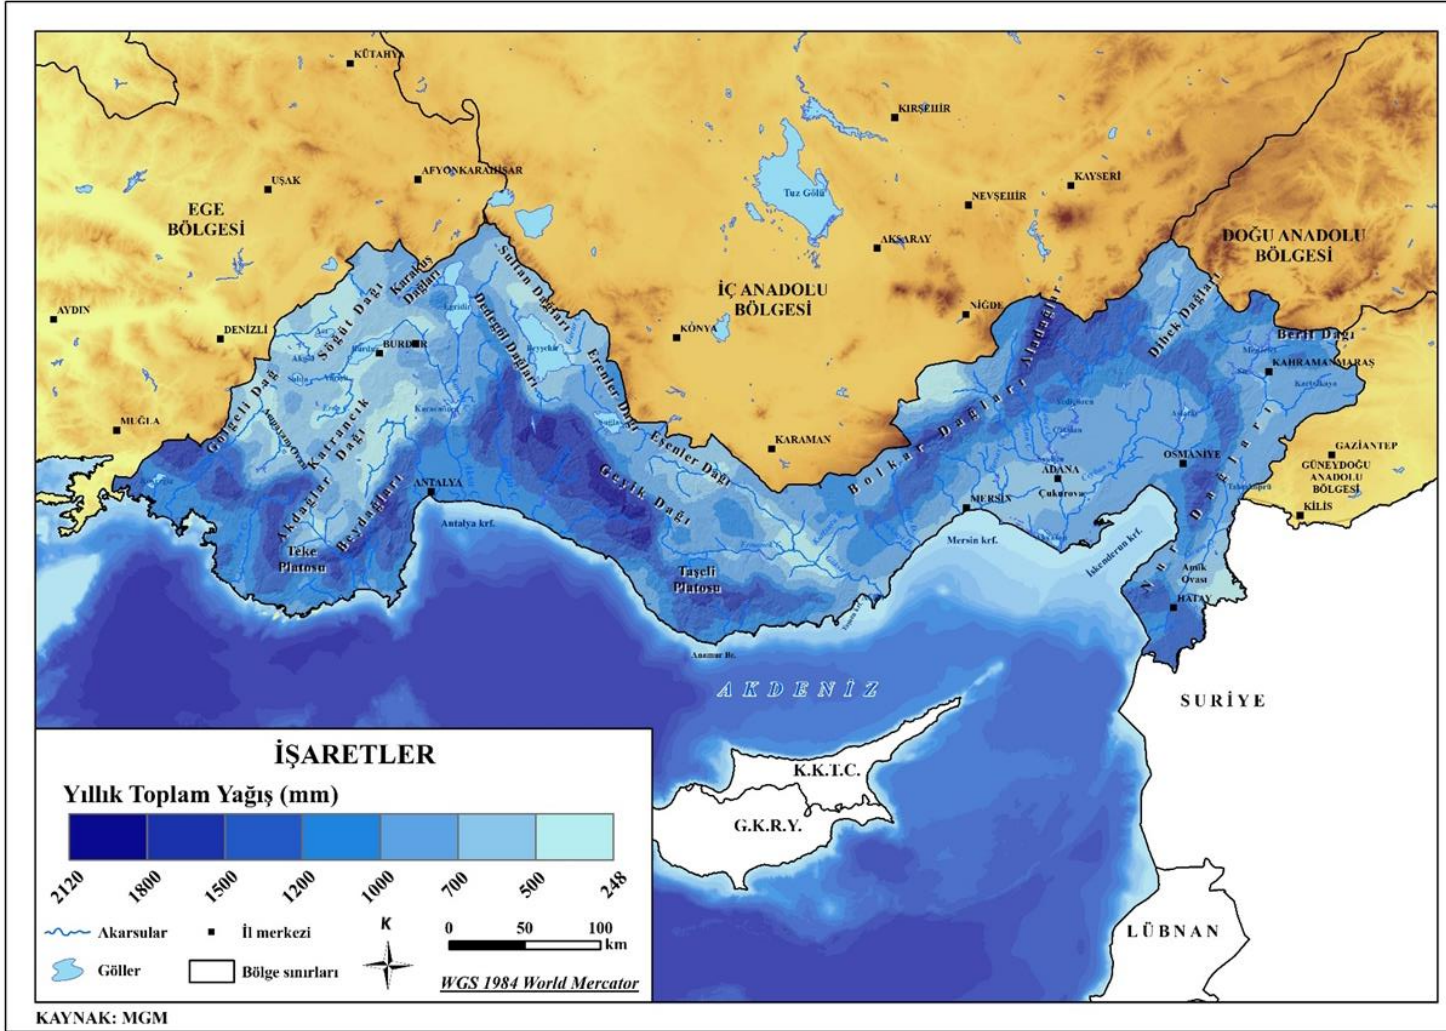 KÜTAHYA
KIRŞEHİR
UŞAK
AFYONKARAHİSAR
KAYSERİ
Tuz Gölü
NEVŞEHİR
EGE
BÖLGESİ
AKSARAY
DOĞU ANADOLU
BÖLGESİ
Sultan Dağları
Karakuş
Dağları
İÇ ANADOLU
BÖLGESİ
Söğüt Dağı
Eğridir
Dedegöl Dağları
NİĞDE
Aladağlar
Dibek Dağları
AYDIN
DENİZLİ
KONYA
Berit Dağı
BURDUR
Beyşehir
KAHRAMANMARAŞ
Erenler Dağı
Bolkar Dağları
Gölgeli Dağ
Acıpayam Ovası
Katrancık
Dağı
MUĞLA
KARAMAN
Eşenler Dağı
GAZİANTEP
GÜNEYDOĞU
ANADOLU
BÖLGESİ
OSMANİYE
Geyik Dağı
ADANA
Çukurova
ANTALYA
Akdağlar
Beydağları
MERSİN
KİLİS
Nur Dağları
Antalya krf.
Mersin krf.
İskenderun krf.
Teke
Platosu
Taşeli
Platosu
Amik
Ovası
HATAY
Anamur Br.
AKDENİZ
SURİYE
K.K.T.C.
G.K.R.Y.
LÜBNAN
İŞARETLER
Yıllık Toplam Yağış (mm)
2120 1800 1500 1200 1000 700 500 248
Akarsular
İl merkezi
K
0 50 100
km
Göller
Bölge sınırları
WGS 1984 World Mercator
KAYNAK: MGM